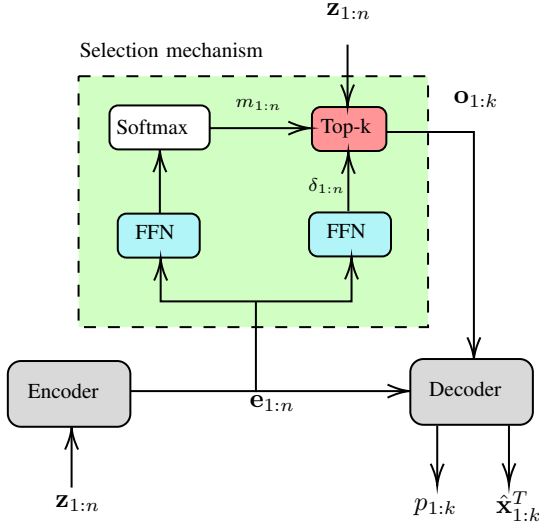 z₁:ₙ
Selection mechanism
m₁:ₙ
o₁:ₖ
Softmax
Top-k
δ₁:ₙ
FFN
FFN
Encoder
e₁:ₙ
Decoder
z₁:ₙ
p₁:ₖ
x̂ᵀ₁:ₖ